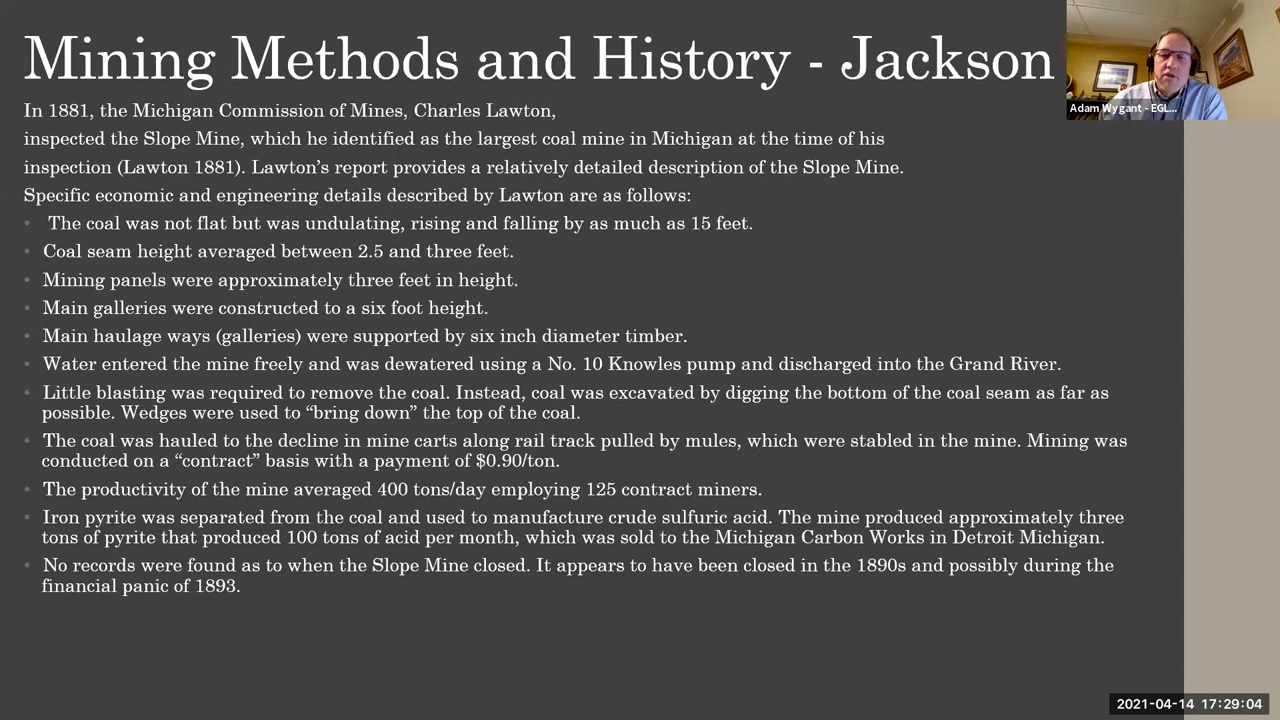 Mining Methods and History - Jackson
Adam Wygant - EGL...
In 1881, the Michigan Commission of Mines, Charles Lawton,
inspected the Slope Mine, which he identified as the largest coal mine in Michigan at the time of his
inspection (Lawton 1881). Lawton’s report provides a relatively detailed description of the Slope Mine.
Specific economic and engineering details described by Lawton are as follows:
• The coal was not flat but was undulating, rising and falling by as much as 15 feet.
• Coal seam height averaged between 2.5 and three feet.
• Mining panels were approximately three feet in height.
• Main galleries were constructed to a six foot height.
• Main haulage ways (galleries) were supported by six inch diameter timber.
• Water entered the mine freely and was dewatered using a No. 10 Knowles pump and discharged into the Grand River.
• Little blasting was required to remove the coal. Instead, coal was excavated by digging the bottom of the coal seam as far as
possible. Wedges were used to “bring down” the top of the coal.
• The coal was hauled to the decline in mine carts along rail track pulled by mules, which were stabled in the mine. Mining was
conducted on a “contract” basis with a payment of $0.90/ton.
• The productivity of the mine averaged 400 tons/day employing 125 contract miners.
• Iron pyrite was separated from the coal and used to manufacture crude sulfuric acid. The mine produced approximately three
tons of pyrite that produced 100 tons of acid per month, which was sold to the Michigan Carbon Works in Detroit Michigan.
• No records were found as to when the Slope Mine closed. It appears to have been closed in the 1890s and possibly during the
financial panic of 1893.
2021-04-14 17:29:04